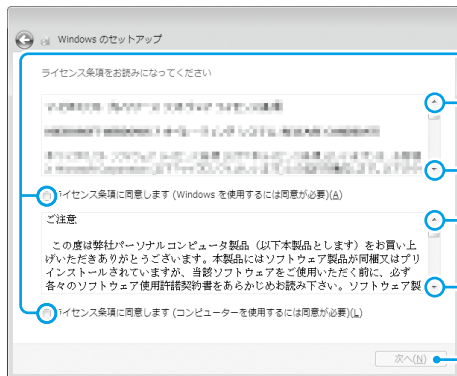 Windows のセットアップ
ライセンス条項をお読みになってください
ライセンス条項に同意します (Windows を使用するには同意が必要)(A)
ご注意
この度は弊社パーソナルコンピュータ製品（以下本製品とします）をお買い上
げいただきありがとうございます。本製品にはソフトウェア製品が同梱又はプリ
インストールされていますが、当該ソフトウェアをご使用いただく前に、必ず
各々のソフトウェア使用許諾契約書をあらかじめお読み下さい。ソフトウェア製
ライセンス条項に同意します (コンピューターを使用するには同意が必要)(L)
次へ(N)